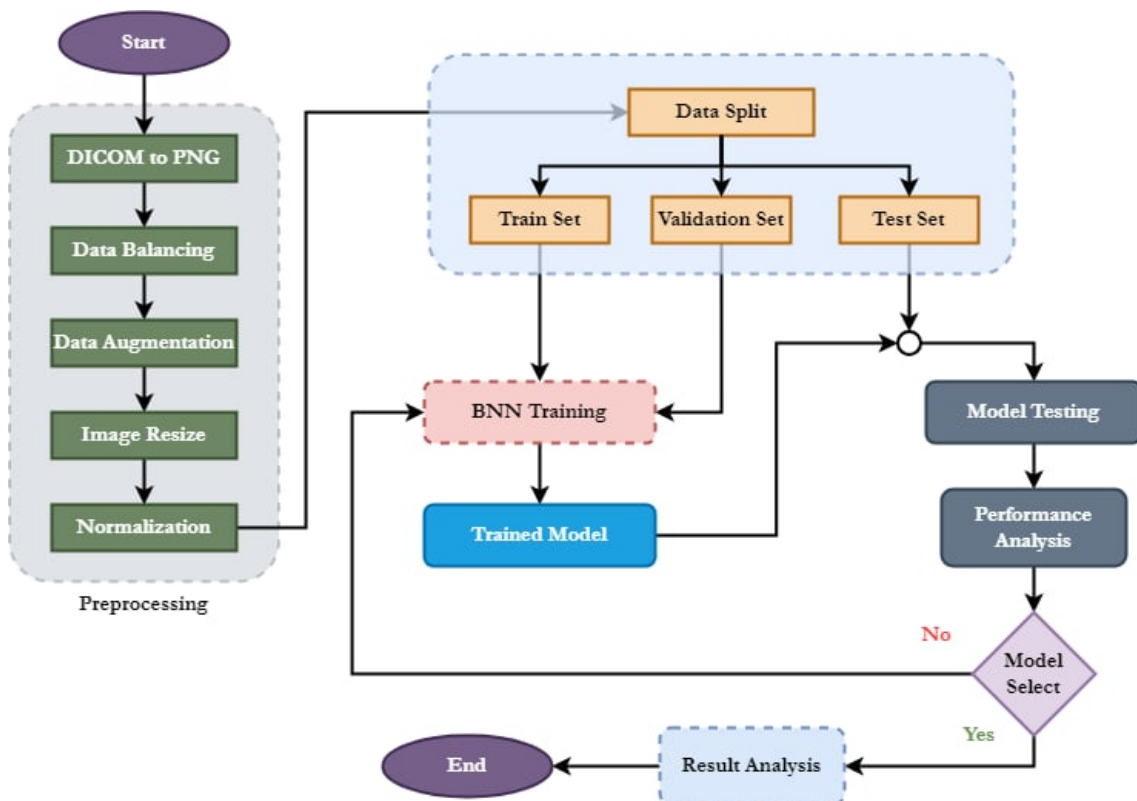 Start
DICOM to PNG
Data Balancing
Data Augmentation
Image Resize
Normalization
Preprocessing
Data Split
Train Set
Validation Set
Test Set
BNN Training
Trained Model
Model Testing
Performance
Analysis
Model
Select
No
Yes
Result Analysis
End